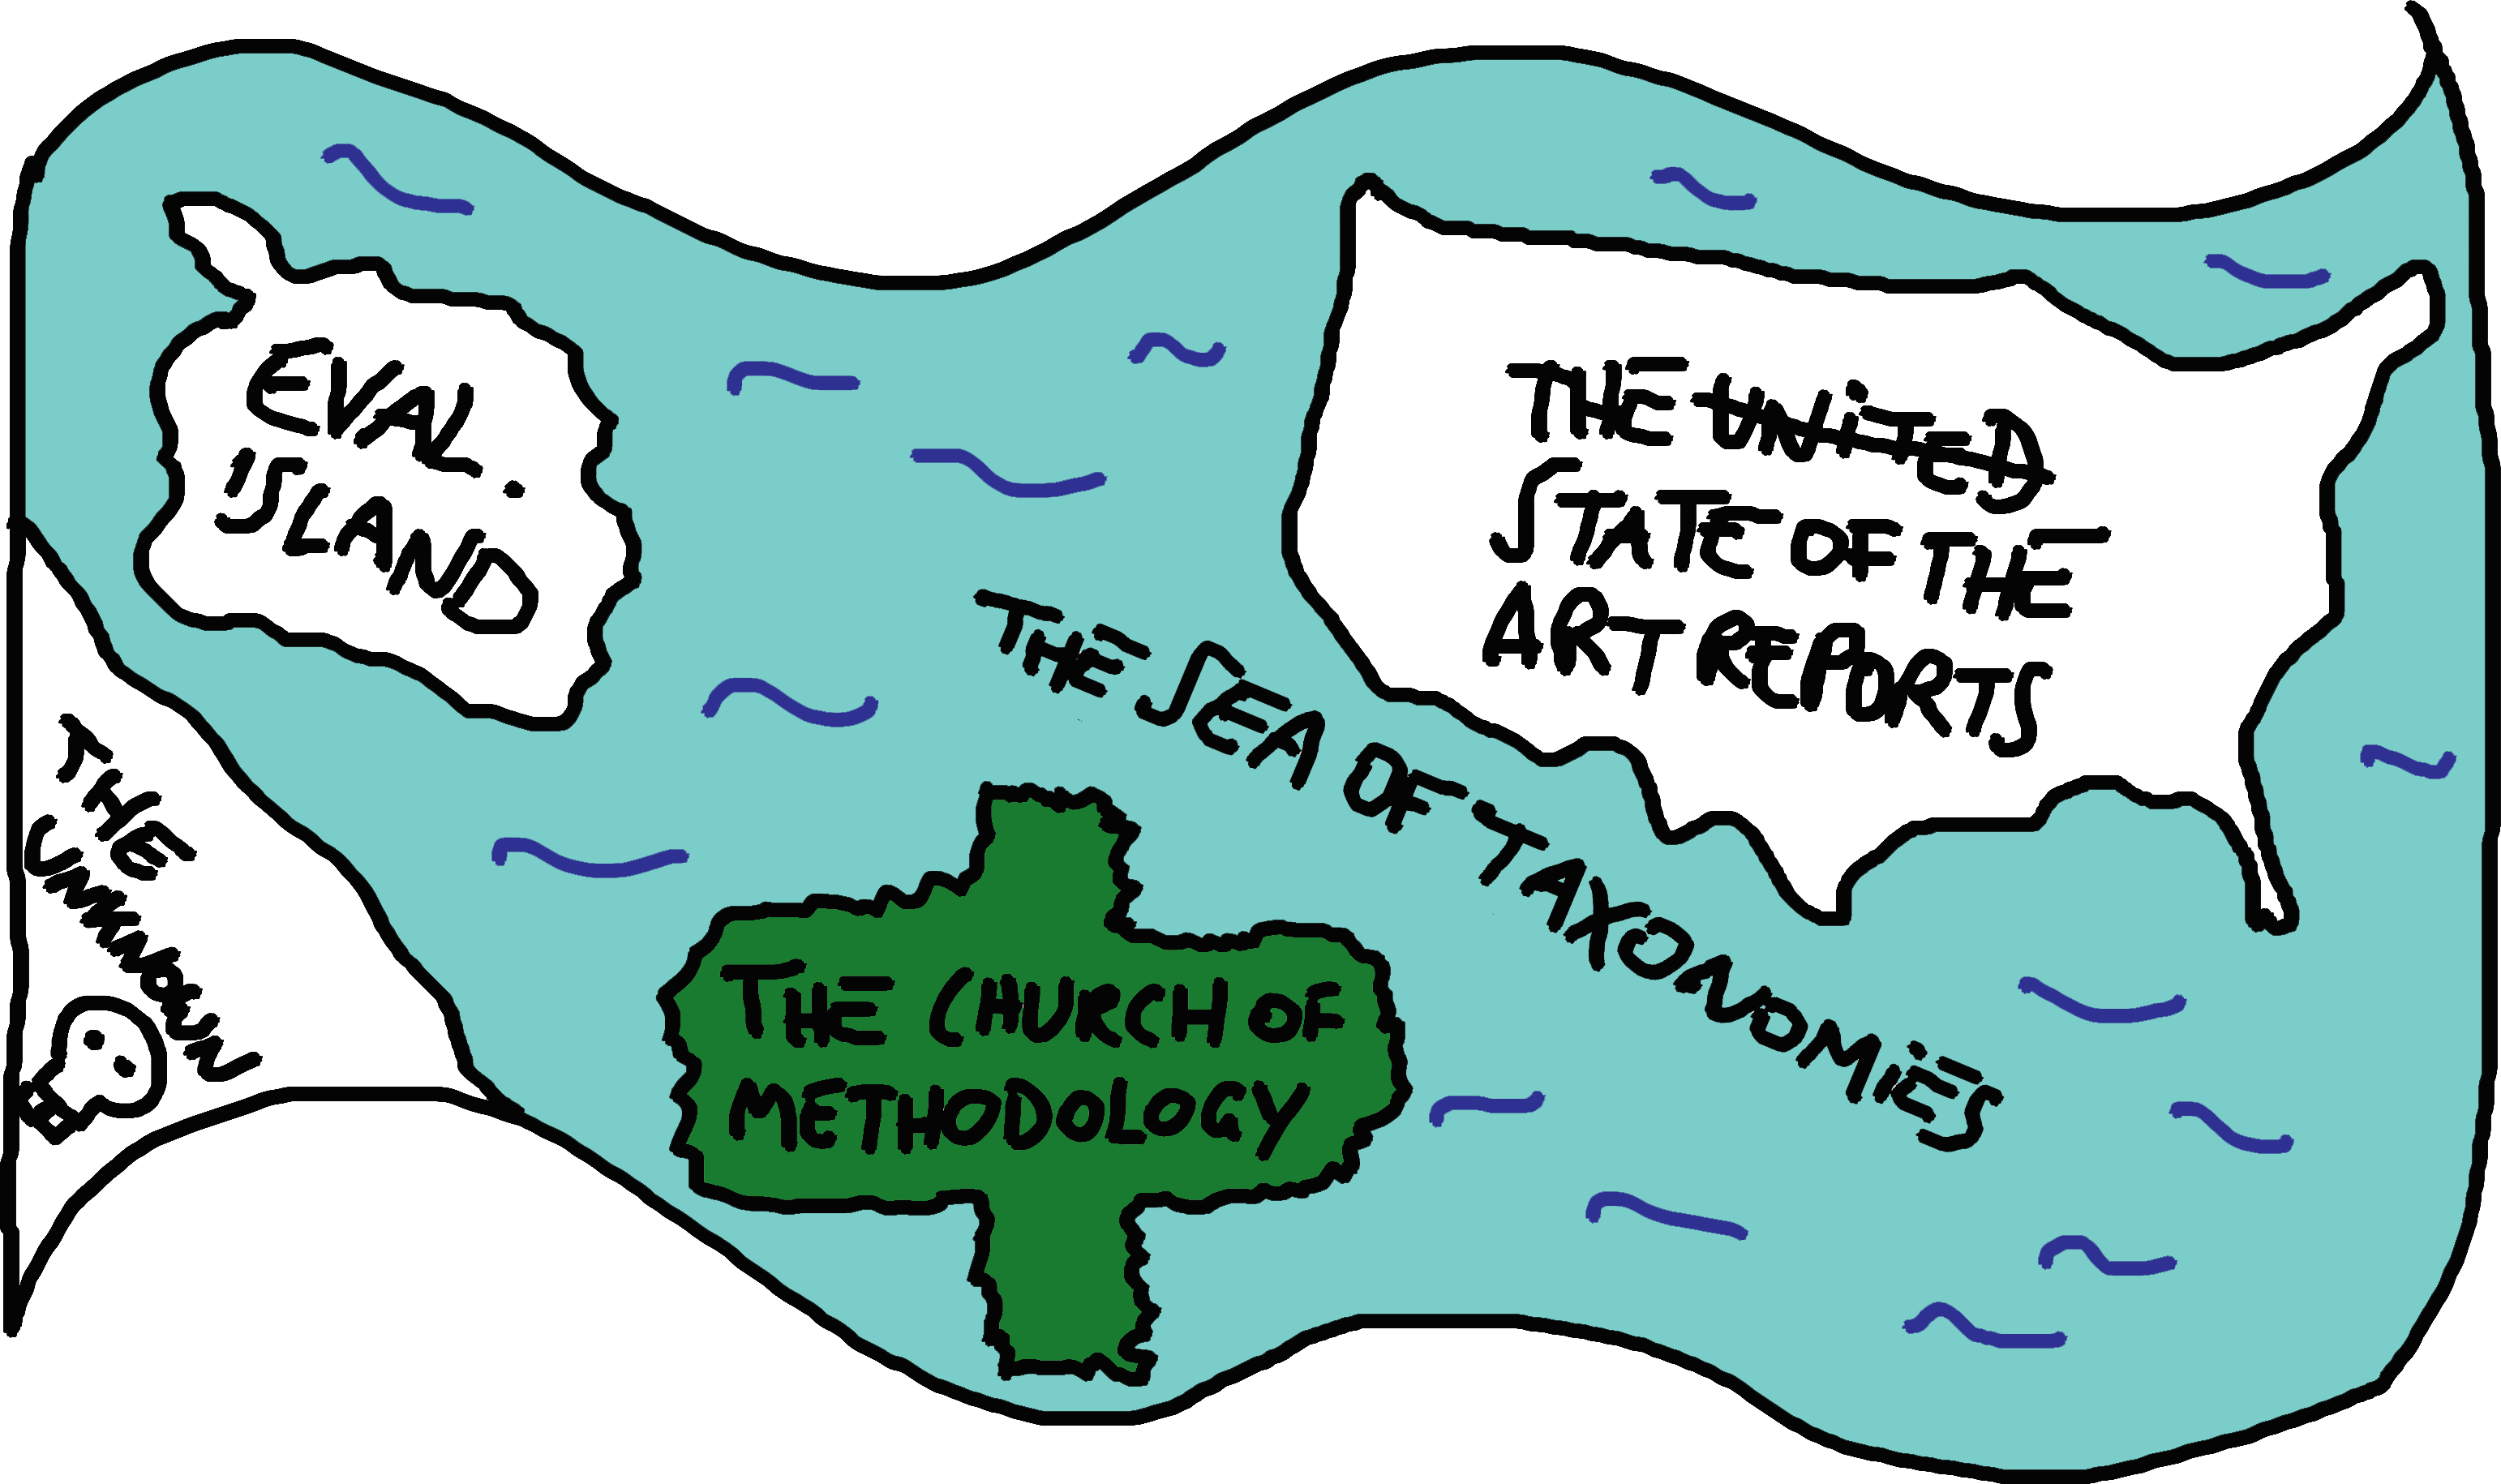 EVAL.
ISLAND
THE UNITED
STATE OF THE
ART REPORTS
THE SEA OF TAXONOMiES
THE
UNKNOWN
THE CHURCH OF
METHODOLOGY